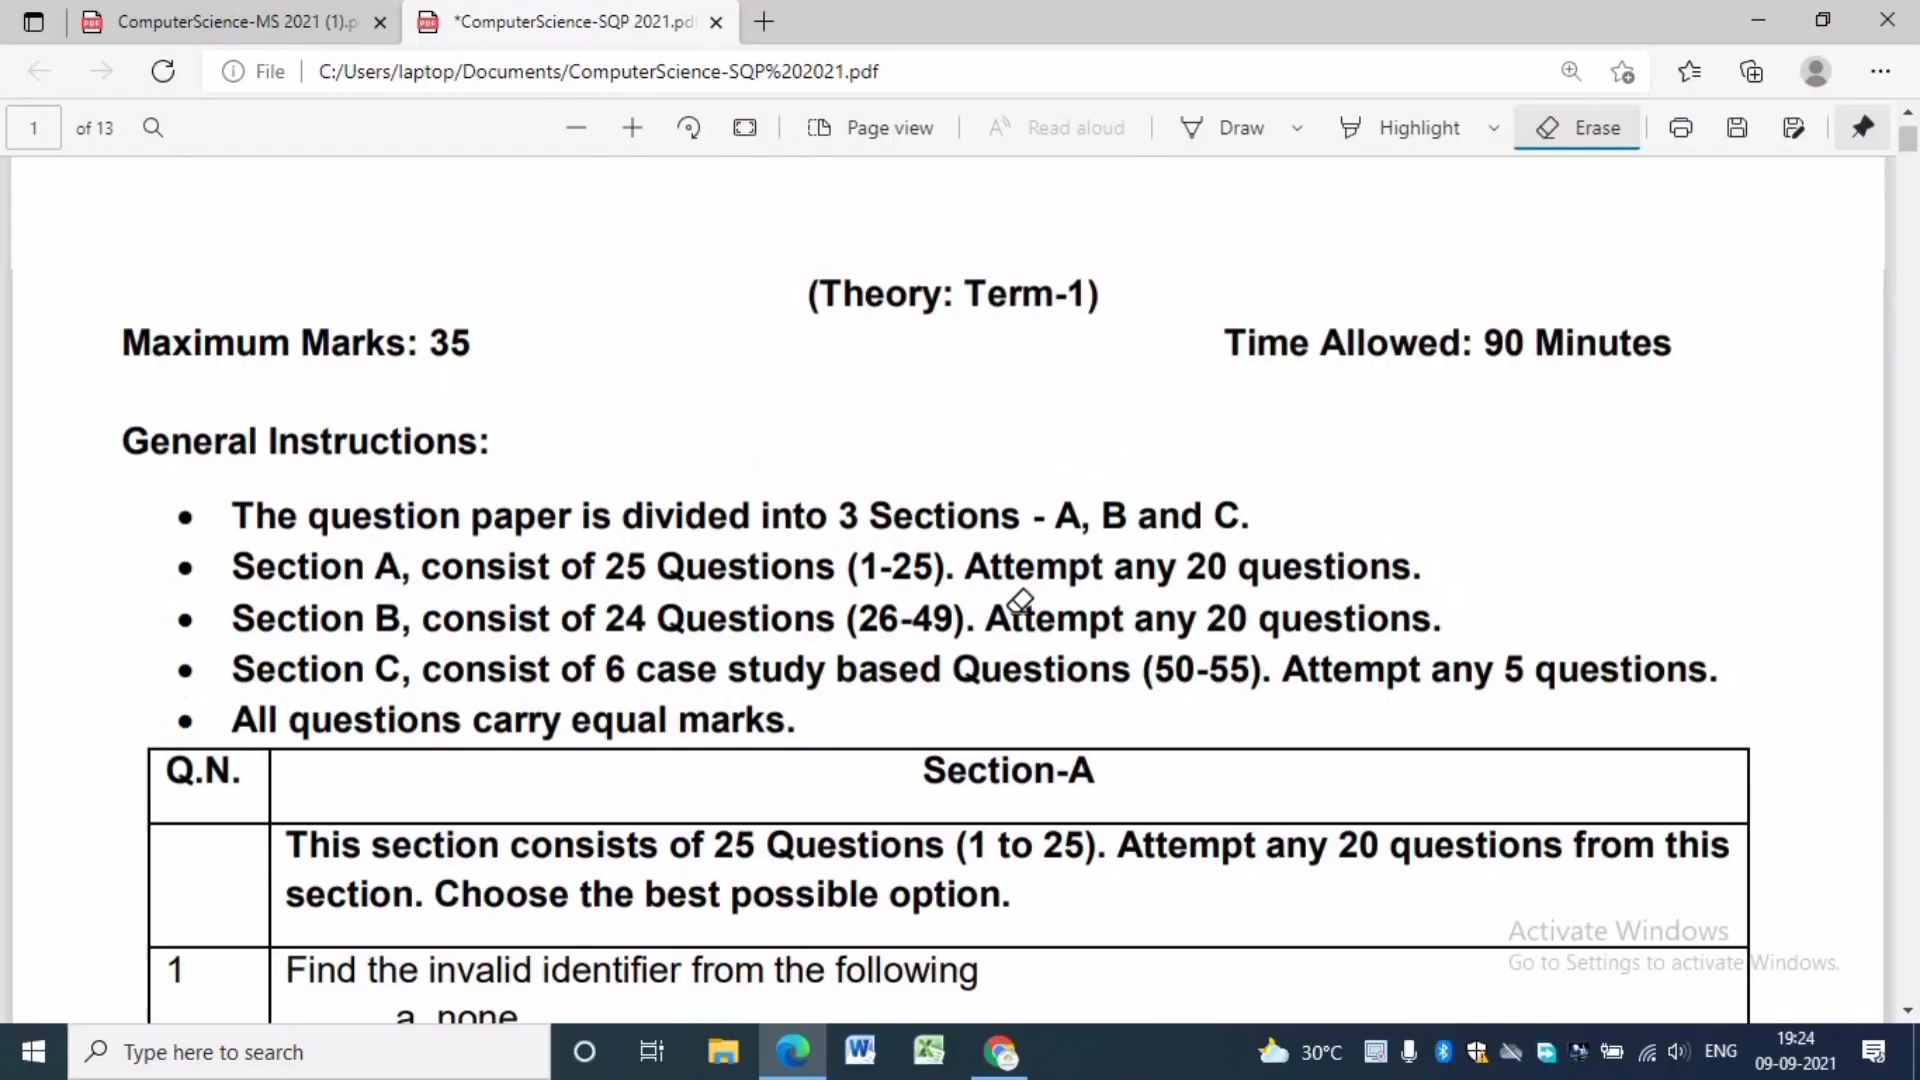 ComputerScience-MS 2021 (1).p
*ComputerScience-SQP 2021.pd
File
C:/Users/laptop/Documents/ComputerScience-SQP%202021.pdf
1 of 13
Page view
Read aloud
Draw
Highlight
Erase
(Theory: Term-1)
Maximum Marks: 35 Time Allowed: 90 Minutes
General Instructions:
• The question paper is divided into 3 Sections - A, B and C.
• Section A, consist of 25 Questions (1-25). Attempt any 20 questions.
• Section B, consist of 24 Questions (26-49). Attempt any 20 questions.
• Section C, consist of 6 case study based Questions (50-55). Attempt any 5 questions.
• All questions carry equal marks.
Q.N. Section-A
This section consists of 25 Questions (1 to 25). Attempt any 20 questions from this
section. Choose the best possible option.
Activate Windows
Go to Settings to activate Windows.
1 Find the invalid identifier from the following
a. none
Type here to search
30°C
ENG
19:24
09-09-2021